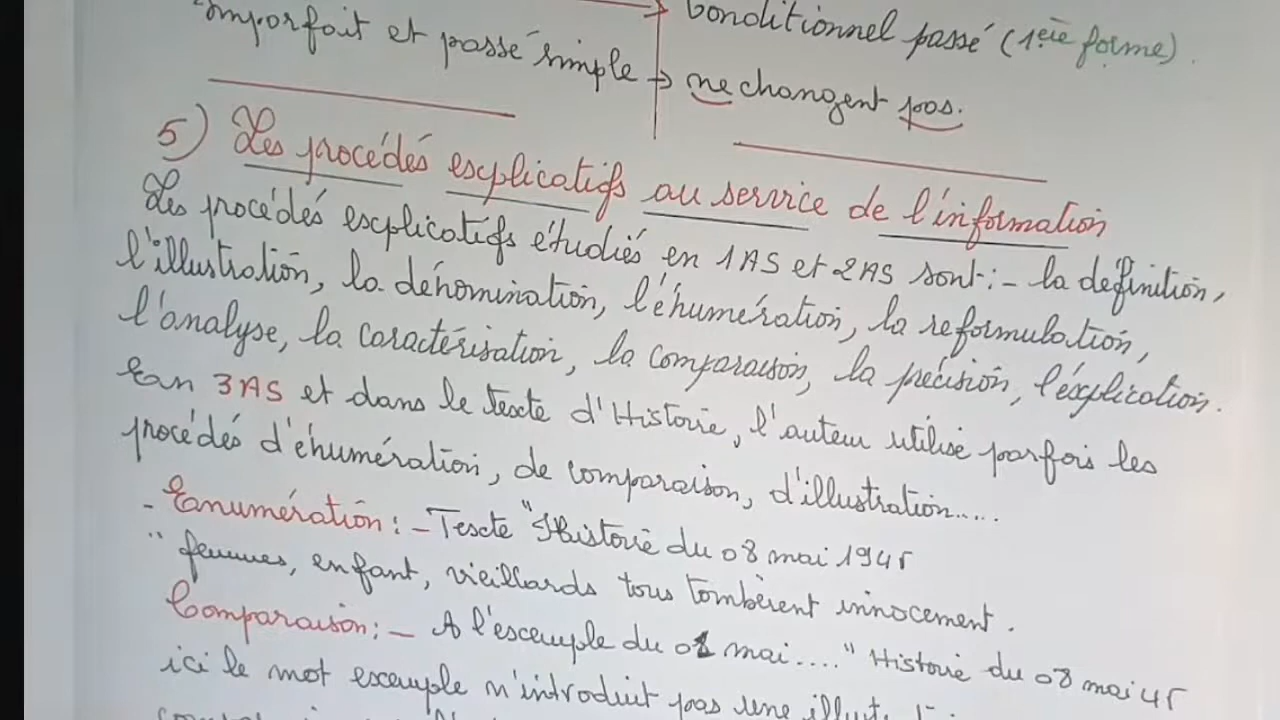 Conditionnel passé (1ère forme).
imparfait et passé simple → ne changent pas.
5) Les procédés explicatifs au service de l'information
Les procédés explicatifs étudiés en 1AS et 2AS sont: - la définition,
l'illustration, la dénomination, l'énumération, la reformulation,
l'analyse, la caractérisation, la comparaison, la précision, l'explication.
En 3AS et dans le texte d'Histoire, l'auteur utilise parfois les
procédés d'énumération, de comparaison, d'illustration.....
- Enumération: - Texte "Histoire du 08 mai 1945
" femmes, enfant, vieillards tous tombèrent innocement.
Comparaison: - A l'exemple du 01 mai...." Histoire du 08 mai 45
ici le mot exemple n'introduit pas une